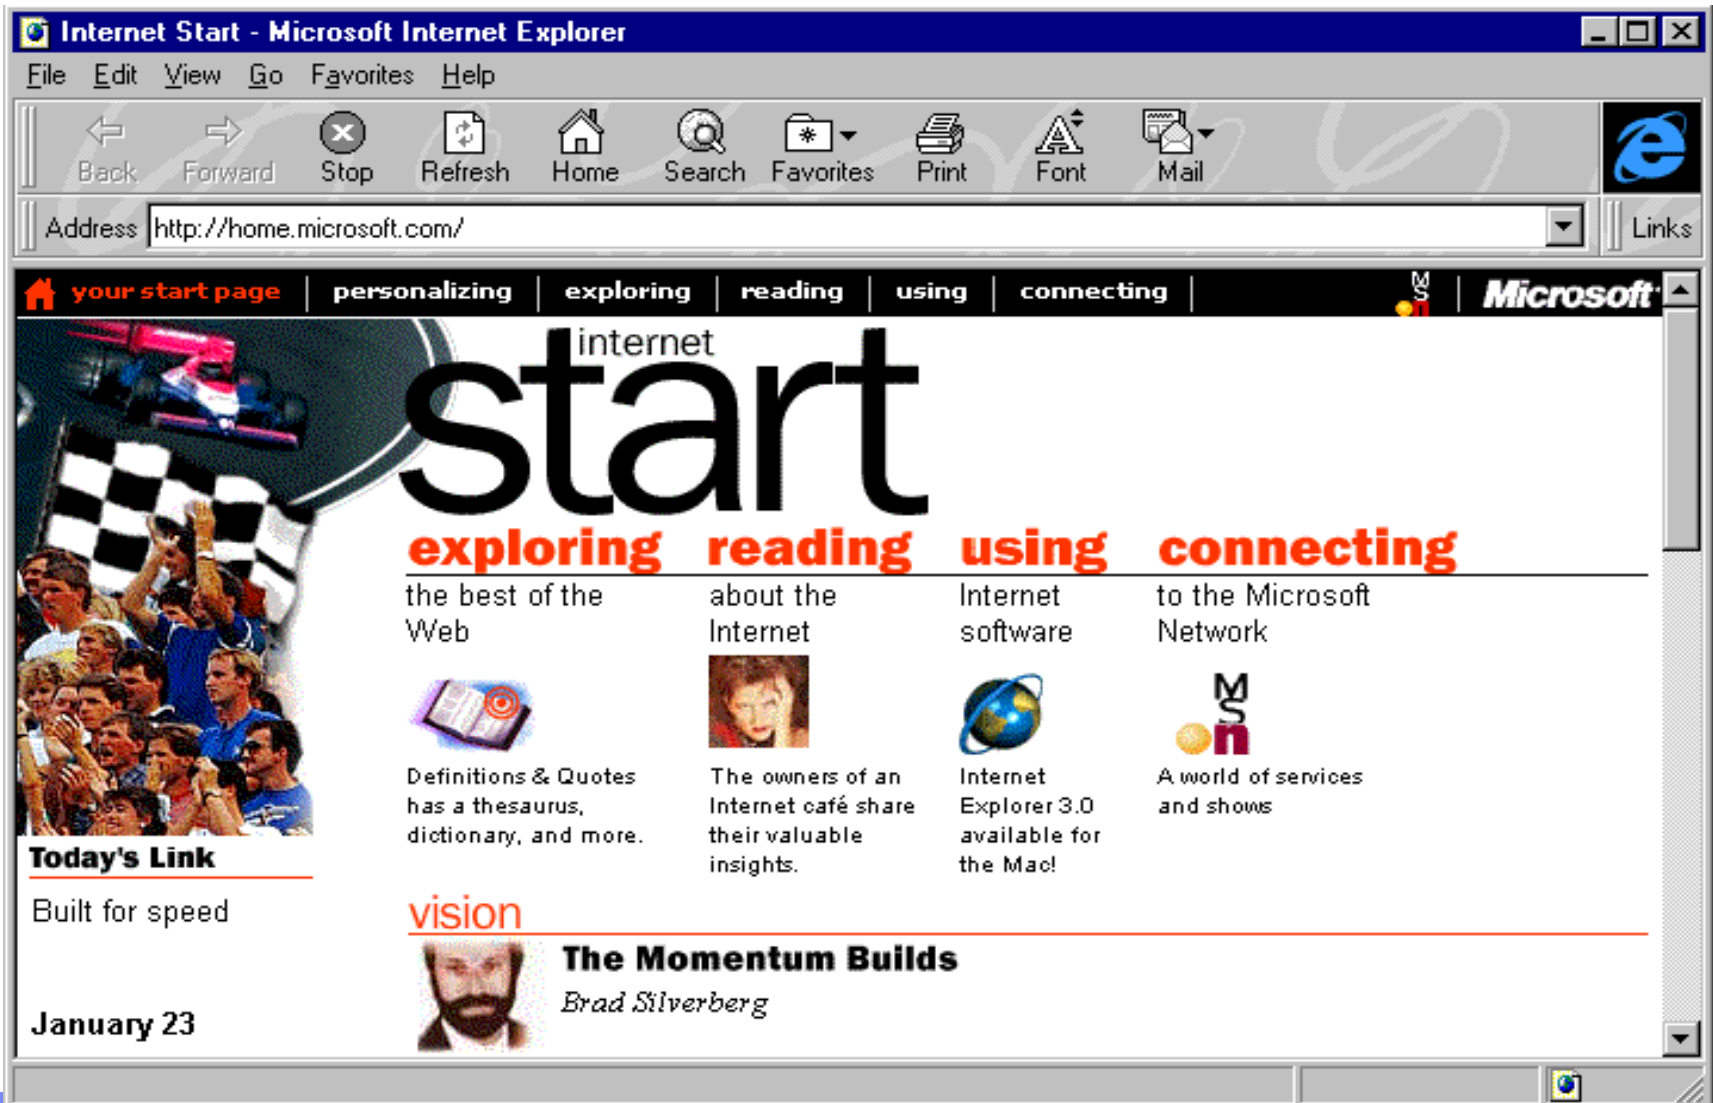 Internet Start - Microsoft Internet Explorer
File Edit View Go Favorites Help
Back Forward Stop Refresh Home Search Favorites Print Font Mail
Address http://home.microsoft.com/ Links
your start page personalizing exploring reading using connecting MSn Microsoft
internet
start
exploring reading using connecting
the best of the about the Internet to the Microsoft
Web Internet software Network
MSn
Definitions & Quotes The owners of an Internet A world of services
has a thesaurus, Internet café share Explorer 3.0 and shows
dictionary, and more. their valuable available for
insights. the Mac!
Today's Link
Built for speed
vision
The Momentum Builds
Brad Silverberg
January 23